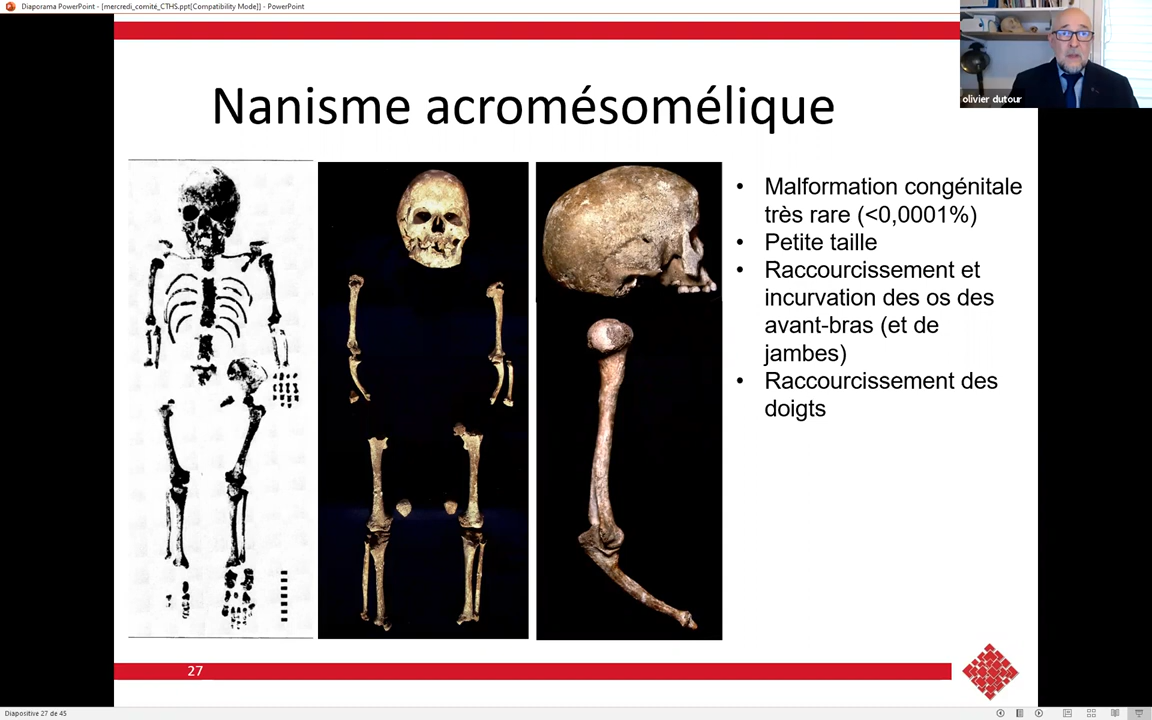 Diaporama PowerPoint - [mercredi_comité_CTHS.ppt[Compatibility Mode]] - PowerPoint
olivier dutour
Nanisme acromésomélique
• Malformation congénitale
très rare (<0,0001%)
• Petite taille
• Raccourcissement et
incurvation des os des
avant-bras (et de
jambes)
• Raccourcissement des
doigts
27
Diapositive 27 de 45